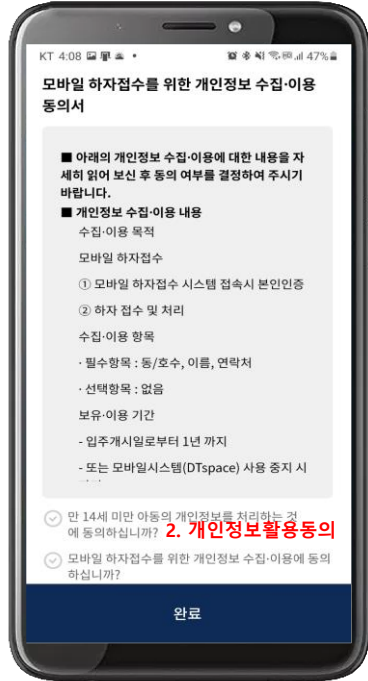 KT 4:08 47%
모바일 하자접수를 위한 개인정보 수집·이용
동의서
■ 아래의 개인정보 수집·이용에 대한 내용을 자
세히 읽어 보신 후 동의 여부를 결정하여 주시기
바랍니다.
■ 개인정보 수집·이용 내용
수집·이용 목적
모바일 하자접수
① 모바일 하자접수 시스템 접속시 본인인증
② 하자 접수 및 처리
수집·이용 항목
· 필수항목 : 동/호수, 이름, 연락처
· 선택항목 : 없음
보유·이용 기간
- 입주개시일로부터 1년 까지
- 또는 모바일시스템(DTspace) 사용 중지 시
만 14세 미만 아동의 개인정보를 처리하는 것
에 동의하십니까?
2. 개인정보활용동의
모바일 하자접수를 위한 개인정보 수집·이용에 동의
하십니까?
완료